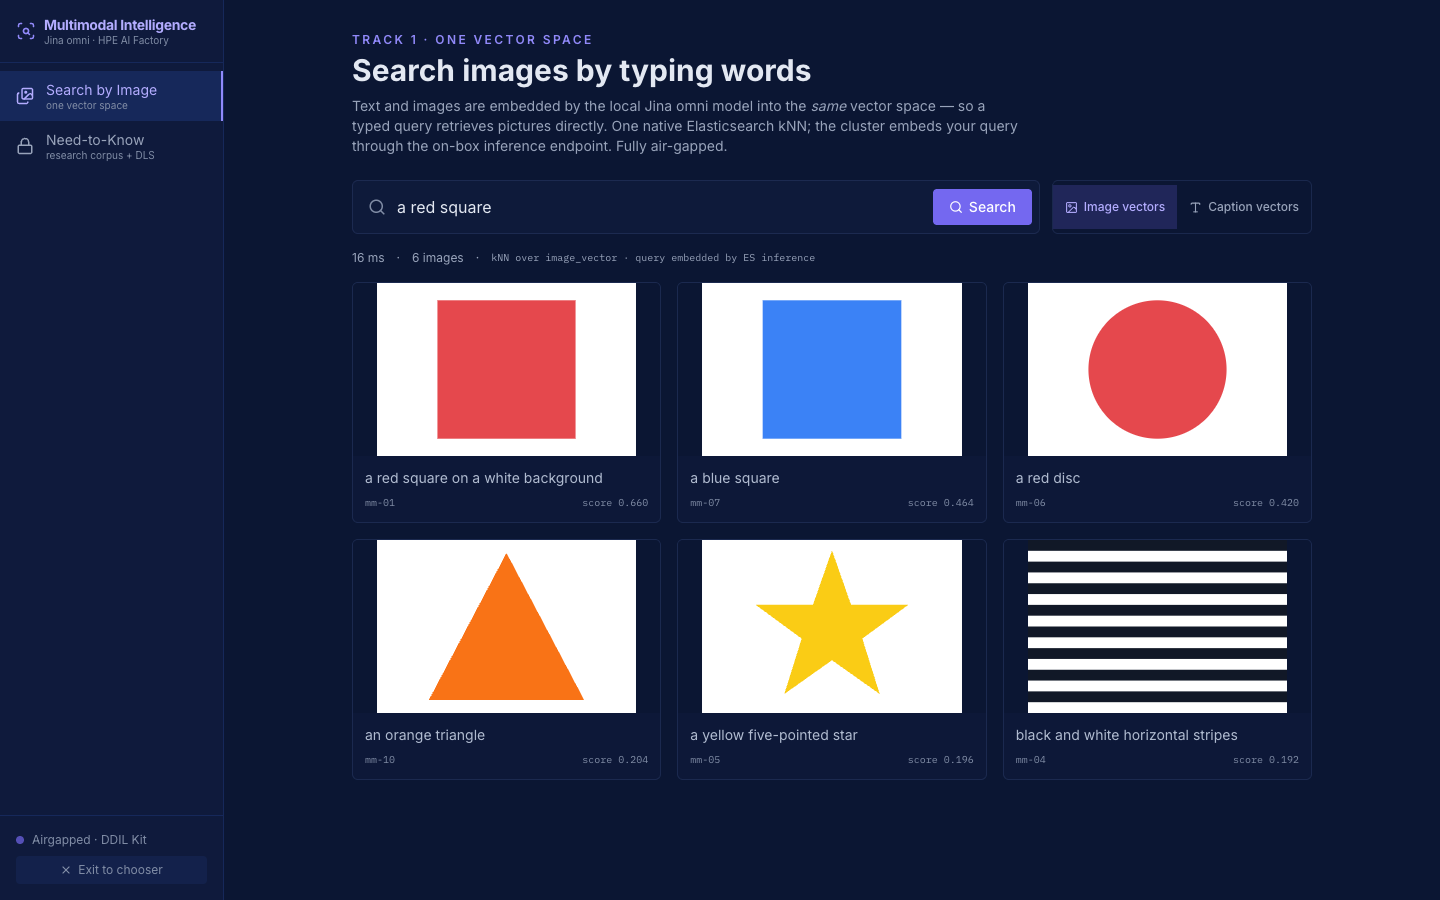 Multimodal Intelligence
Jina omni · HPE AI Factory
Search by Image
one vector space
Need-to-Know
research corpus + DLS
Airgapped · DDIL Kit
Exit to chooser
TRACK 1 · ONE VECTOR SPACE
Search images by typing words
Text and images are embedded by the local Jina omni model into the same vector space — so a
typed query retrieves pictures directly. One native Elasticsearch kNN; the cluster embeds your query
through the on-box inference endpoint. Fully air-gapped.
a red square
Search
Image vectors
Caption vectors
16 ms · 6 images · kNN over image_vector · query embedded by ES inference
a red square on a white background
mm-01 score 0.660
a blue square
mm-07 score 0.464
a red disc
mm-06 score 0.420
an orange triangle
mm-10 score 0.204
a yellow five-pointed star
mm-05 score 0.196
black and white horizontal stripes
mm-04 score 0.192